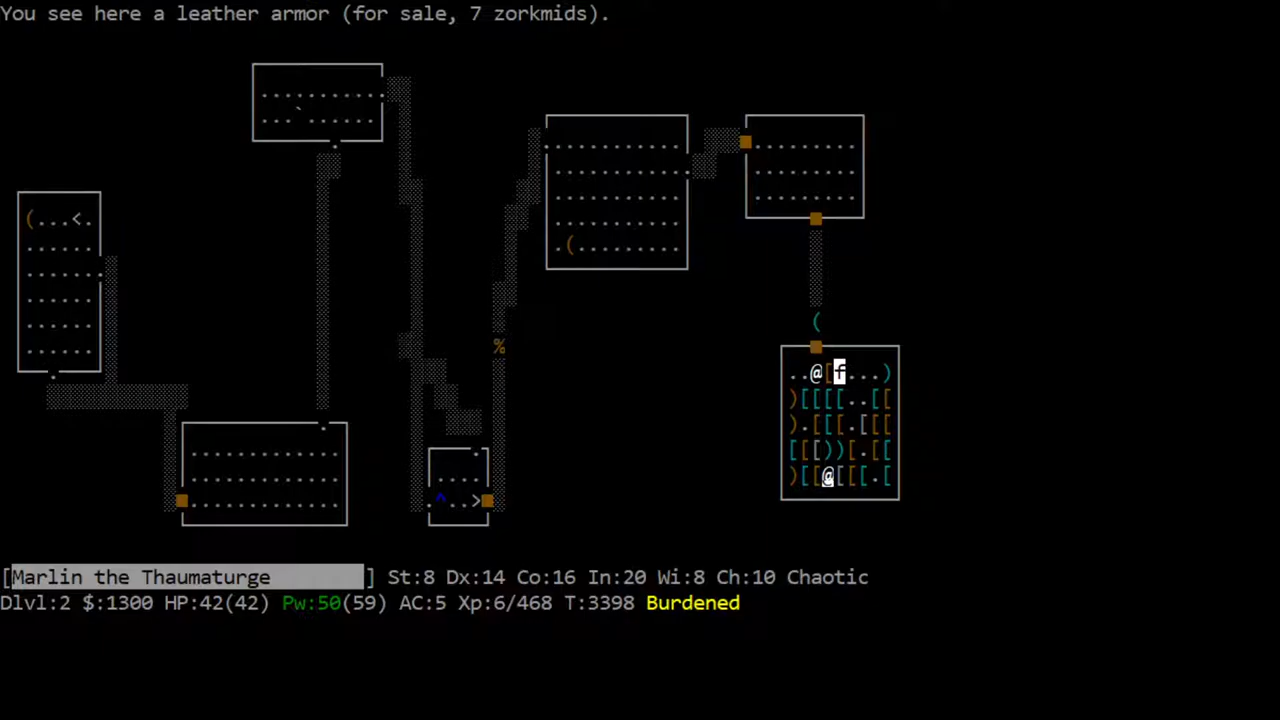 You see here a leather armor (for sale, 7 zorkmids).
. . . . . . . . . .
. . . ` . . . . . .
. . . . . . . . . . . .
. . . . . . . . .
( . . . < .
. . . . . . . . . . . .
. . . . . . . . .
. . . . . . . . . . .
. . . . . . . . .
. . . . . .
. . . . . . . . . . .
. ( . . . . . . . . .
(
%
. . @ [ f . . . )
) [ [ [ [ . . [ [
) . [ [ [ . [ [ [
. . . . . . . . . . . . .
. . . . . . . . . . . . .
. . . .
[ [ [ ) ) [ . [ [
. . . . . . . . . . . . .
. ^ . . >
) [ [ @ [ [ [ . [
[Marlin the Thaumaturge ] St:8 Dx:14 Co:16 In:20 Wi:8 Ch:10 Chaotic
Dlvl:2 $:1300 HP:42(42) Pw:50(59) AC:5 Xp:6/468 T:3398 Burdened